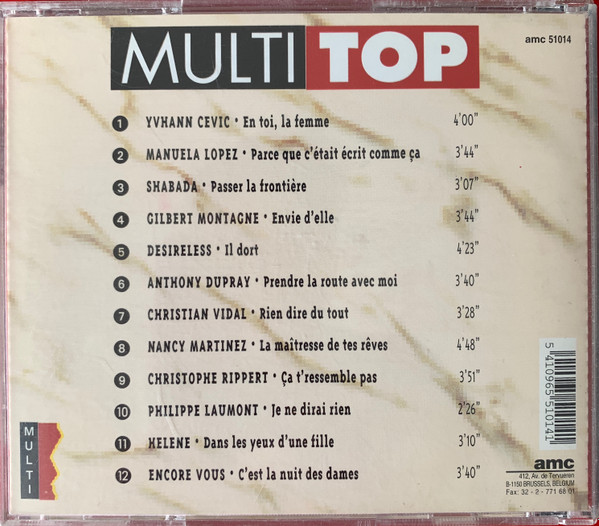 MULTI TOP
amc 51014
1 YVHANN CEVIC • En toi, la femme 4'00"
2 MANUELA LOPEZ • Parce que c'était écrit comme ça 3'44"
3 SHABADA • Passer la frontière 3'07"
4 GILBERT MONTAGNE • Envie d'elle 3'44"
5 DESIRELESS • Il dort 4'23"
6 ANTHONY DUPRAY • Prendre la route avec moi 3'40"
7 CHRISTIAN VIDAL • Rien dire du tout 3'28"
8 NANCY MARTINEZ • La maîtresse de tes rêves 4'48"
9 CHRISTOPHE RIPPERT • Ça t'ressemble pas 3'51"
10 PHILIPPE LAUMONT • Je ne dirai rien 2'26"
11 HELENE • Dans les yeux d'une fille 3'10"
12 ENCORE VOUS • C'est la nuit des dames 3'40"
5 410965 510141
MULTI
amc
412, Av. de Tervueren
B-1150 BRUSSELS, BELGIUM
Fax: 32 - 2 - 771 68 01